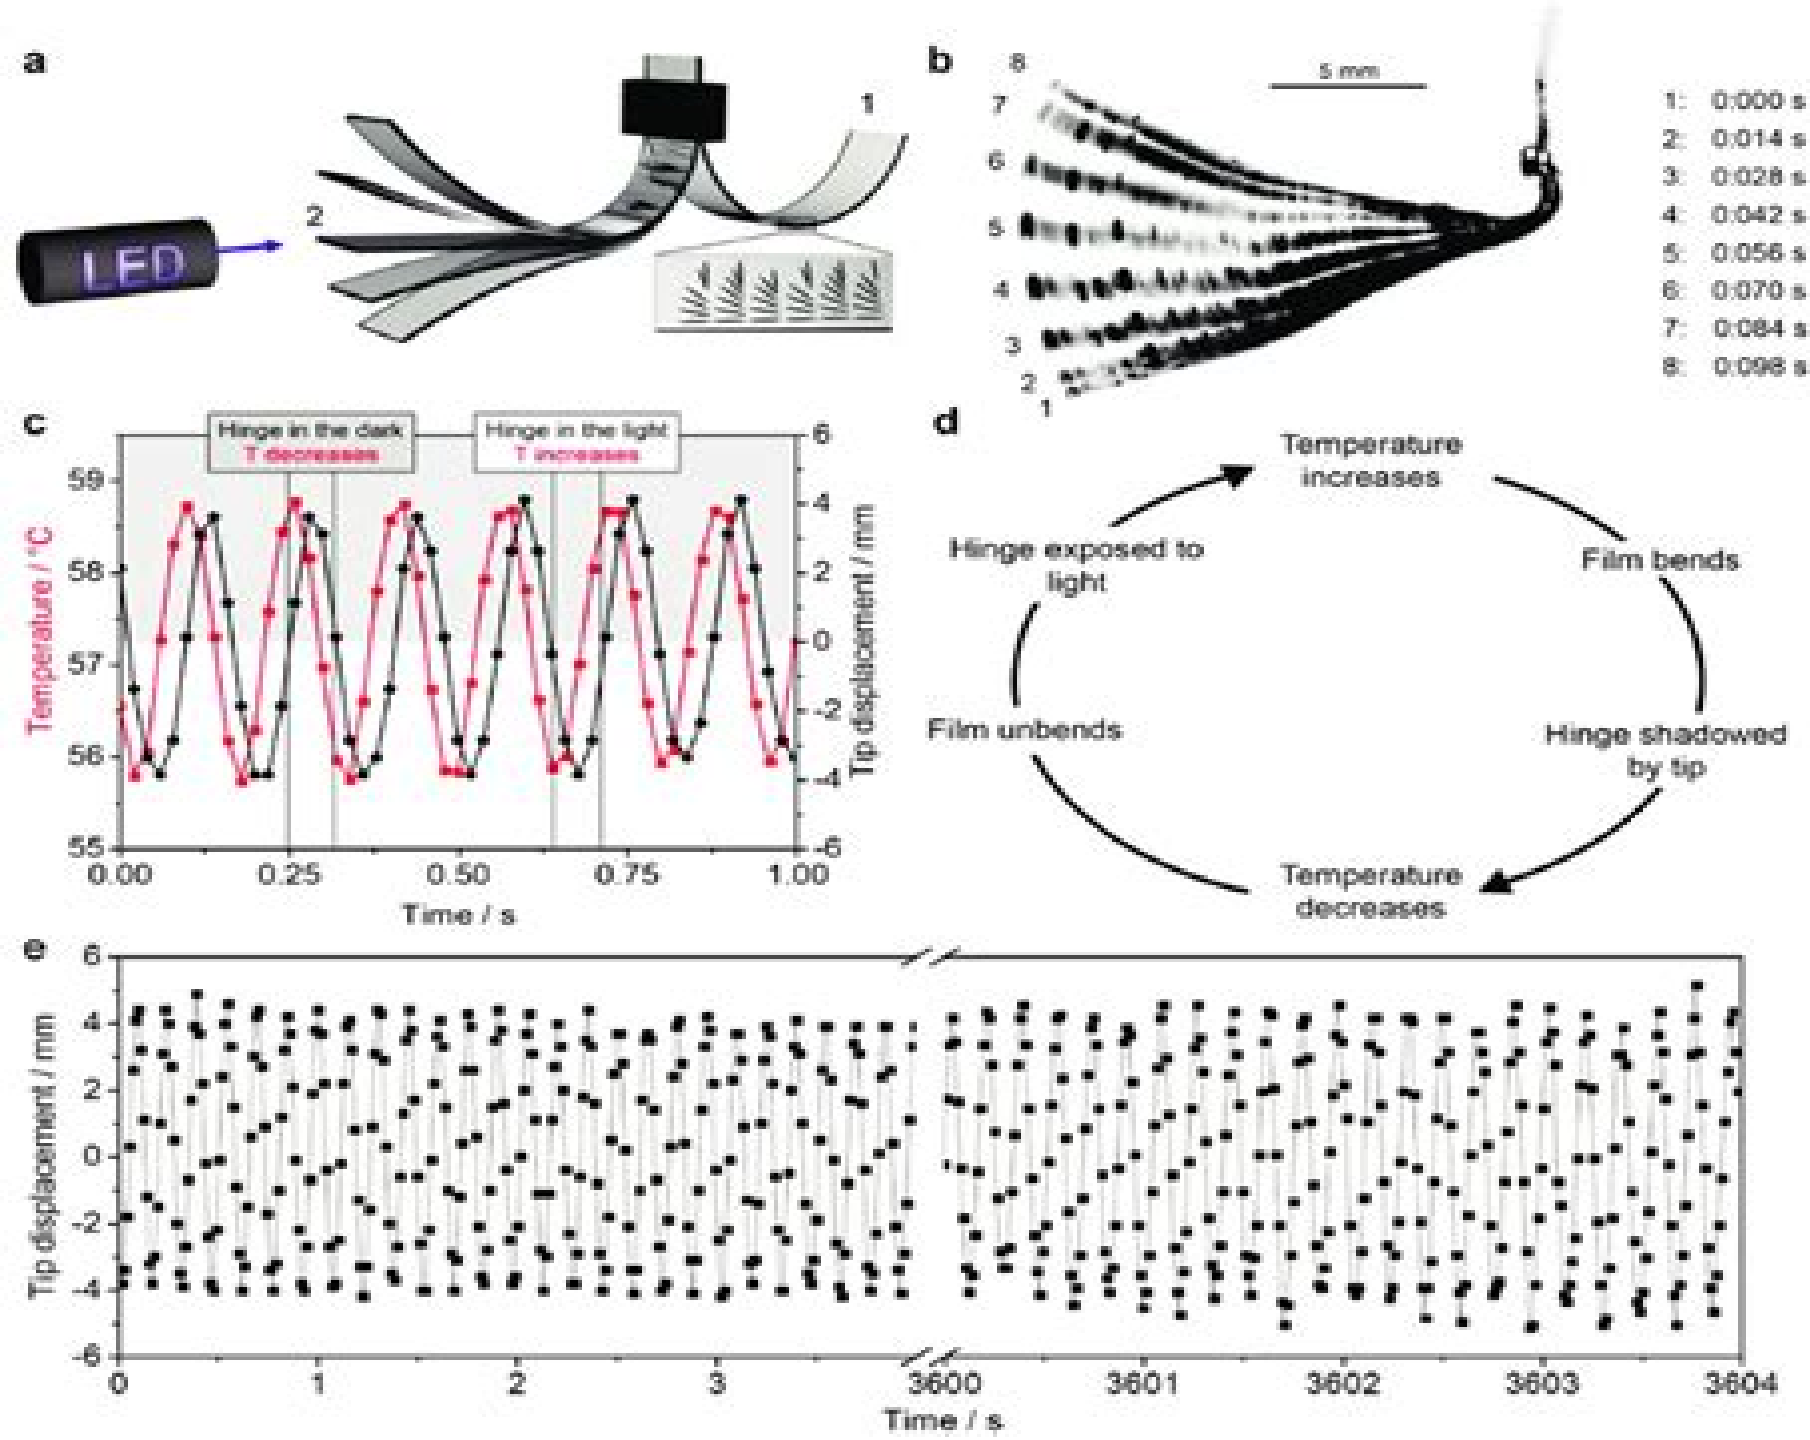 a
1
2
LED
b
8
7
6
5
4
3
2
1
5 mm
1: 0:000 s
2: 0:014 s
3: 0:028 s
4: 0:042 s
5: 0:056 s
6: 0:070 s
7: 0:084 s
8: 0:098 s
c
Hinge in the dark
T decreases
Hinge in the light
T increases
59
58
57
56
55
Temperature / °C
6
4
2
0
-2
-4
-6
Tip displacement / mm
0.00 0.25 0.50 0.75 1.00
Time / s
d
Temperature
increases
Film bends
Hinge shadowed
by tip
Temperature
decreases
Film unbends
Hinge exposed to
light
e
6
4
2
0
-2
-4
-6
Tip displacement / mm
0 1 2 3 3600 3601 3602 3603 3604
Time / s